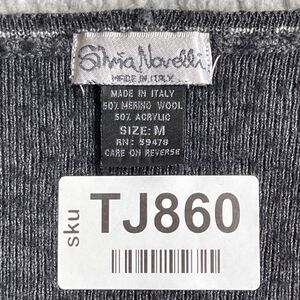 Silvia Novelli
MADE IN ITALY
MADE IN ITALY
50% MERINO WOOL
50% ACRYLIC
SIZE: M
RN: 59478
CARE ON REVERSE
sku
TJ860